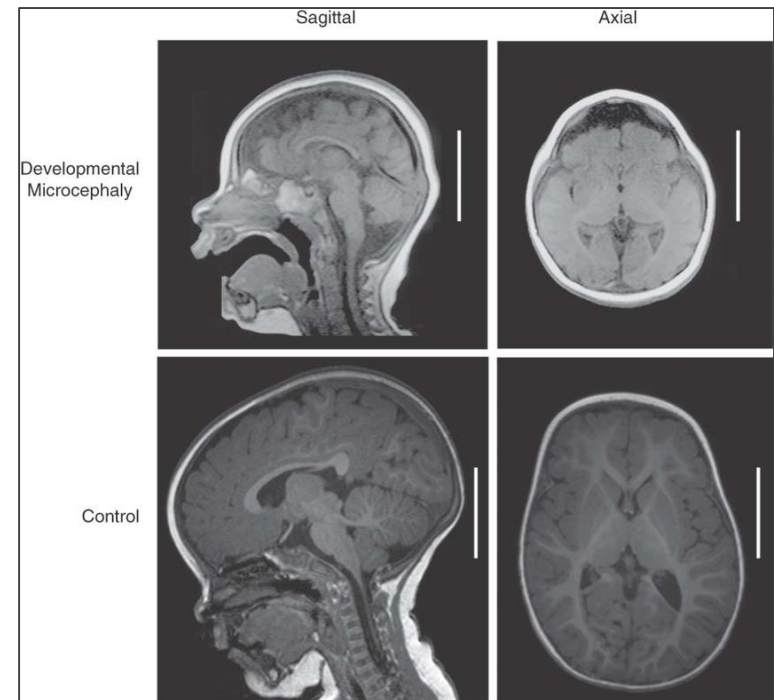 Sagittal
Axial
Developmental
Microcephaly
Control